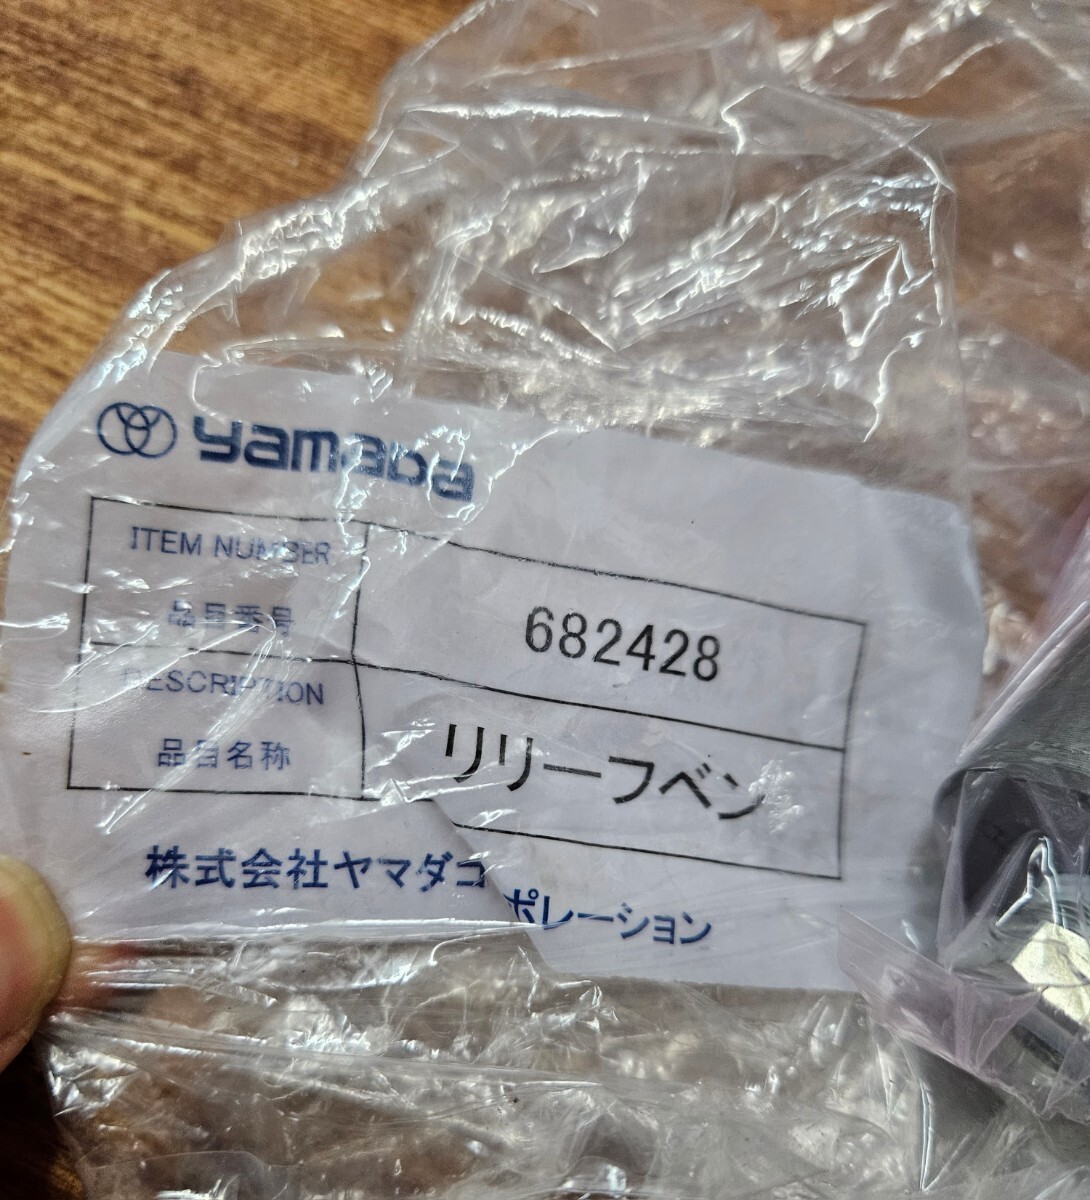 yamada
ITEM NUMBER
品目番号
682428
DESCRIPTION
品目名称
リリーフベン
株式会社ヤマダコーポレーション